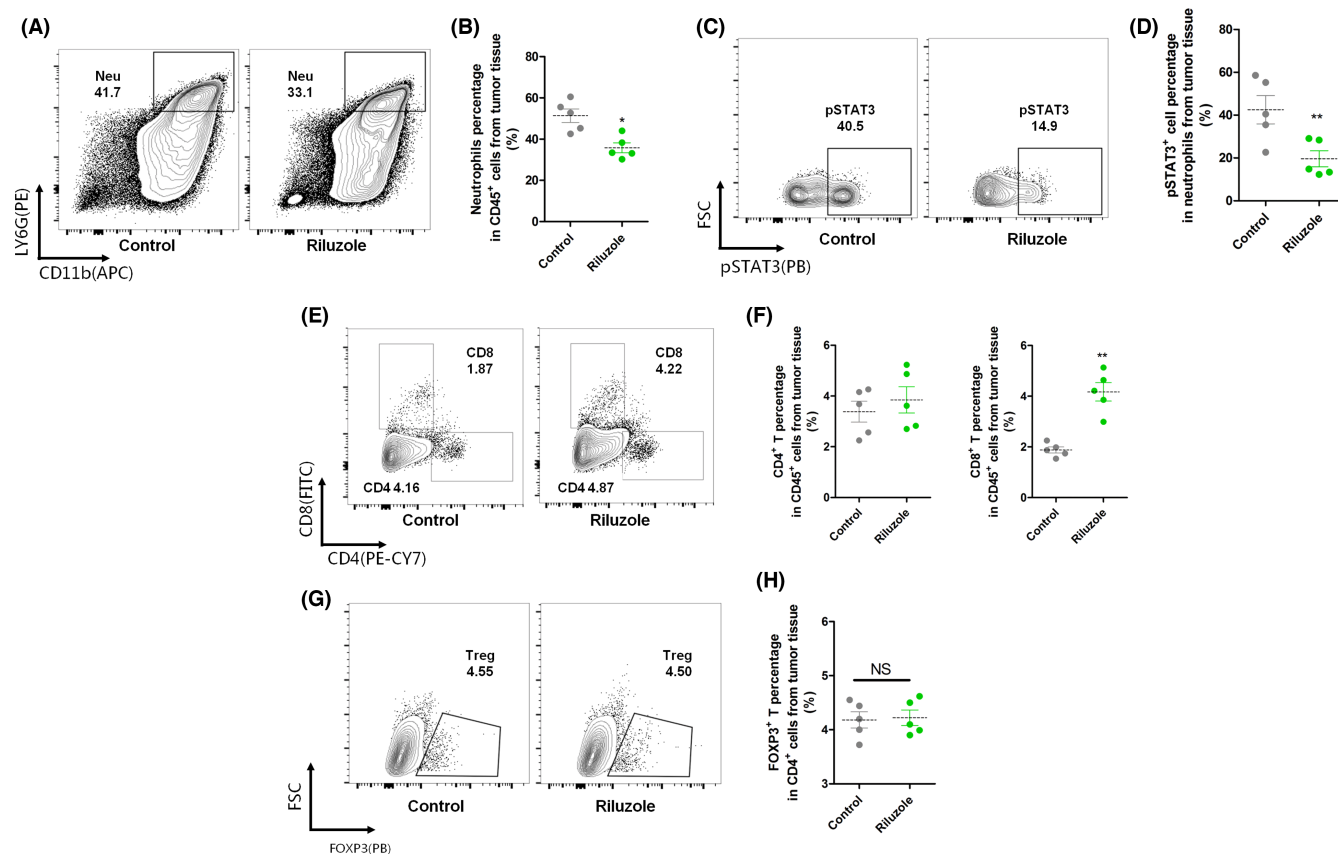 (A)
Neu
41.7
Neu
33.1
LY6G(PE)
CD11b(APC)
Control
Riluzole
(B)
Neutrophils percentage
in CD45⁺ cells from tumor tissue
(%)
80
60
40
20
0
*
Control
Riluzole
(C)
pSTAT3
40.5
pSTAT3
14.9
FSC
pSTAT3(PB)
Control
Riluzole
(D)
pSTAT3⁺ cell percentage
in neutrophils from tumor tissue
(%)
80
60
40
20
0
**
Control
Riluzole
(E)
CD8
1.87
CD4 4.16
CD8
4.22
CD4 4.87
CD8(FITC)
CD4(PE-CY7)
Control
Riluzole
(F)
CD4⁺ T percentage
in CD45⁺ cells from tumor tissue
(%)
6
4
2
0
Control
Riluzole
CD8⁺ T percentage
in CD45⁺ cells from tumor tissue
(%)
6
4
2
0
**
Control
Riluzole
(G)
Treg
4.55
Treg
4.50
FSC
FOXP3(PB)
Control
Riluzole
(H)
FOXP3⁺ T percentage
in CD4⁺ cells from tumor tissue
(%)
6
5
4
3
NS
Control
Riluzole